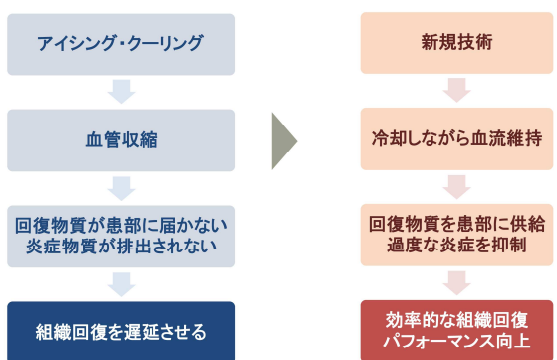 アイシング・クーリング
血管収縮
回復物質が患部に届かない
炎症物質が排出されない
組織回復を遅延させる
新規技術
冷却しながら血流維持
回復物質を患部に供給
過度な炎症を抑制
効率的な組織回復
パフォーマンス向上